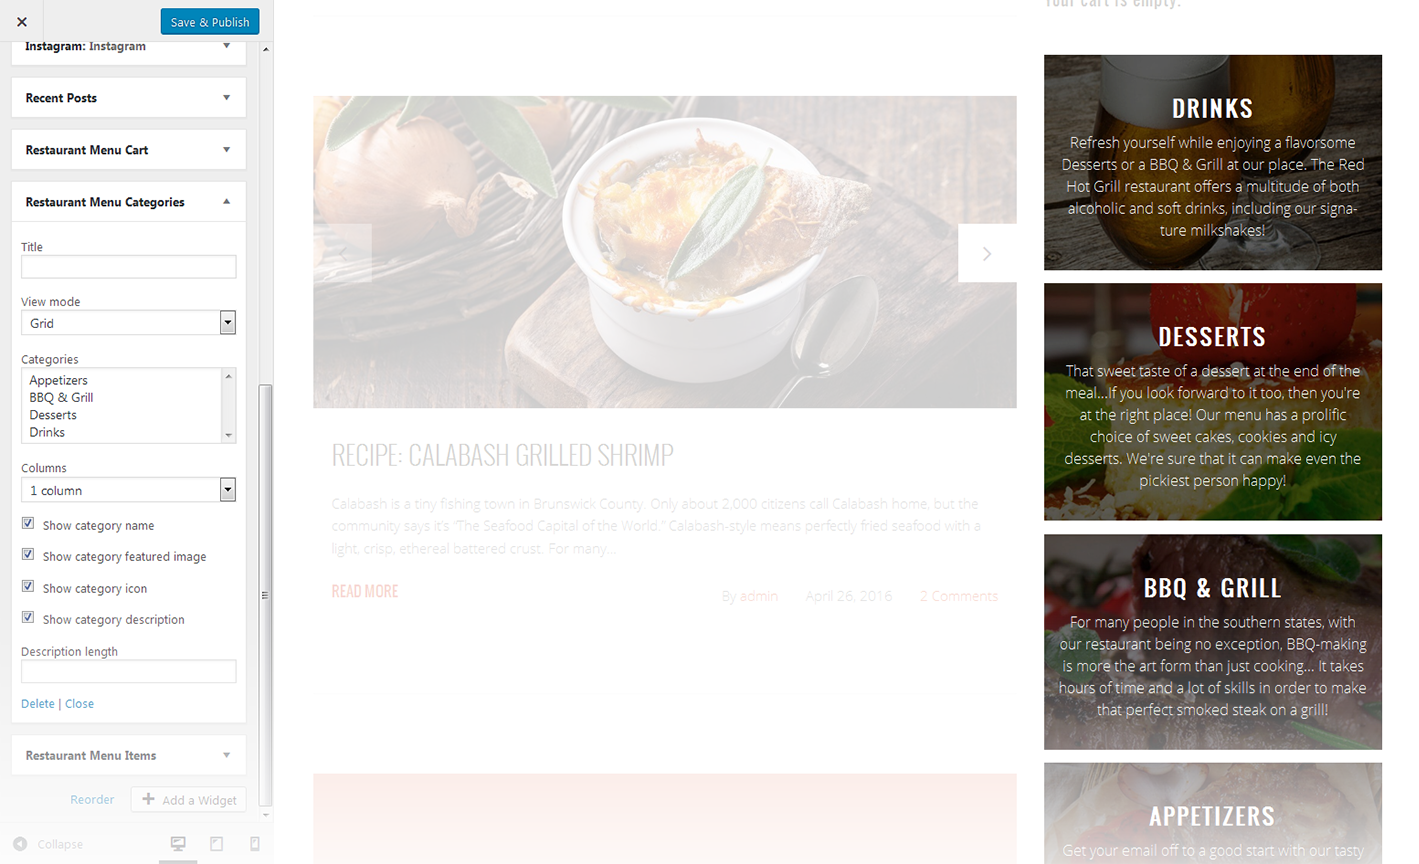 Save & Publish
Instagram: Instagram
Recent Posts
Restaurant Menu Cart
Restaurant Menu Categories
Title
View mode
Grid
Categories
Appetizers
BBQ & Grill
Desserts
Drinks
Columns
1 column
Show category name
Show category featured image
Show category icon
Show category description
Description length
Delete | Close
Restaurant Menu Items
Reorder
Add a Widget
Collapse
RECIPE: CALABASH GRILLED SHRIMP
Calabash is a tiny fishing town in Brunswick County. Only about 2,000 citizens call Calabash home, but the
community says it's “The Seafood Capital of the World.” Calabash-style means perfectly fried seafood with a
light, crisp, ethereal battered crust. For many...
READ MORE
By admin
April 26, 2016
2 Comments
Your cart is empty.
DRINKS
Refresh yourself while enjoying a flavorsome
Desserts or a BBQ & Grill at our place. The Red
Hot Grill restaurant offers a multitude of both
alcoholic and soft drinks, including our signa-
ture milkshakes!
DESSERTS
That sweet taste of a dessert at the end of the
meal...If you look forward to it too, then you're
at the right place! Our menu has a prolific
choice of sweet cakes, cookies and icy
desserts. We're sure that it can make even the
pickiest person happy!
BBQ & GRILL
For many people in the southern states, with
our restaurant being no exception, BBQ-making
is more the art form than just cooking... It takes
hours of time and a lot of skills in order to make
that perfect smoked steak on a grill!
APPETIZERS
Get your email off to a good start with our tasty